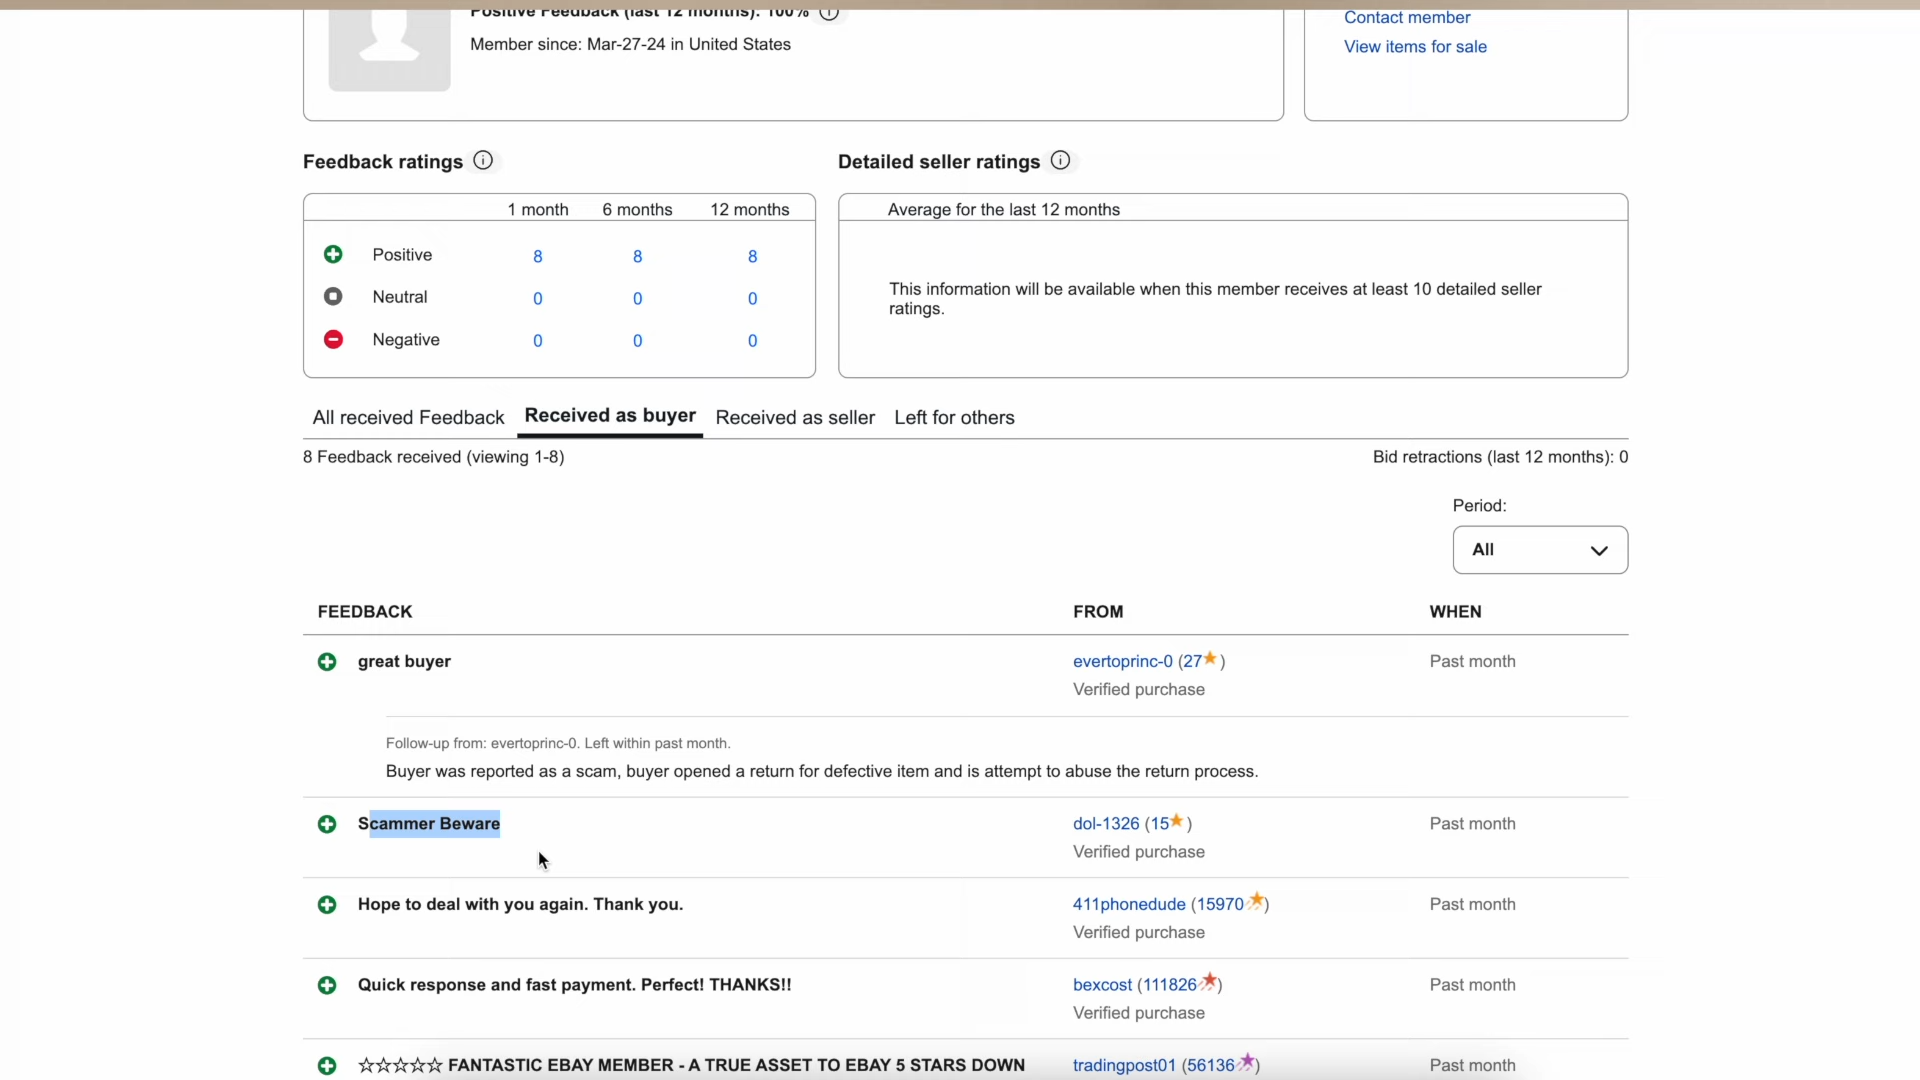 Positive Feedback (last 12 months): 100%
Member since: Mar-27-24 in United States
Contact member
View items for sale
Feedback ratings
Detailed seller ratings
1 month 6 months 12 months
Positive 8 8 8
Neutral 0 0 0
Negative 0 0 0
Average for the last 12 months
This information will be available when this member receives at least 10 detailed seller
ratings.
All received Feedback Received as buyer Received as seller Left for others
8 Feedback received (viewing 1-8)
Bid retractions (last 12 months): 0
Period:
All
FEEDBACK FROM WHEN
great buyer evertoprinc-0 (27) Past month
Verified purchase
Follow-up from: evertoprinc-0. Left within past month.
Buyer was reported as a scam, buyer opened a return for defective item and is attempt to abuse the return process.
Scammer Beware dol-1326 (15) Past month
Verified purchase
Hope to deal with you again. Thank you. 411phonedude (15970) Past month
Verified purchase
Quick response and fast payment. Perfect! THANKS!! bexcost (111826) Past month
Verified purchase
☆☆☆☆☆ FANTASTIC EBAY MEMBER - A TRUE ASSET TO EBAY 5 STARS DOWN tradingpost01 (56136) Past month